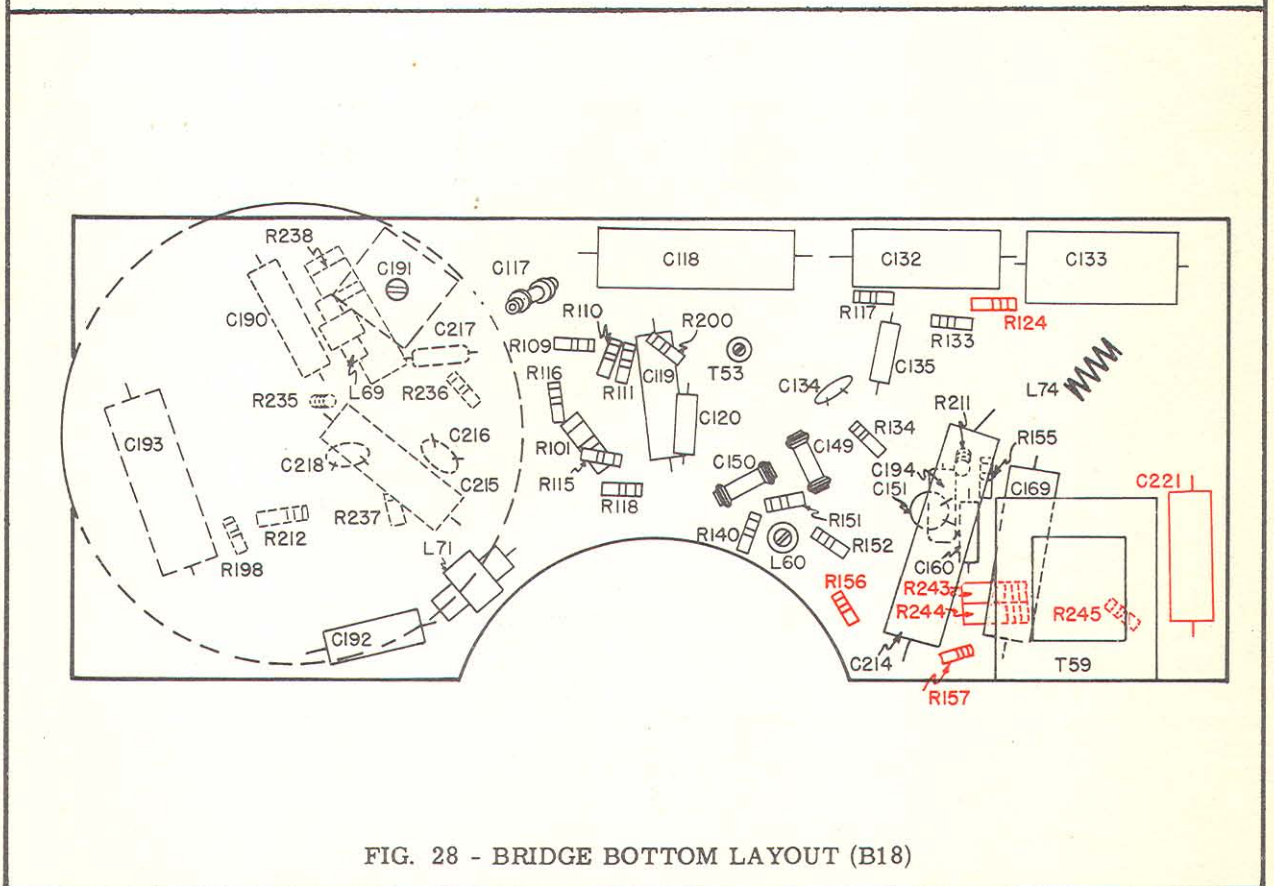 R238
C191
C117
C118
C132
C133
C190
R110
R117
R124
R200
R133
C217
R109
C119
T53
C135
L69
R236
R116
R111
C134
L74
R235
C120
R211
C193
C216
R134
R155
R101
C149
C218
C150
C194
C169
C221
C215
R115
C151
R237
R118
R151
R212
R140
R152
L71
L60
C160
R198
R156
R243
R244
R245
C192
C214
T59
R157
FIG. 28 - BRIDGE BOTTOM LAYOUT (B18)